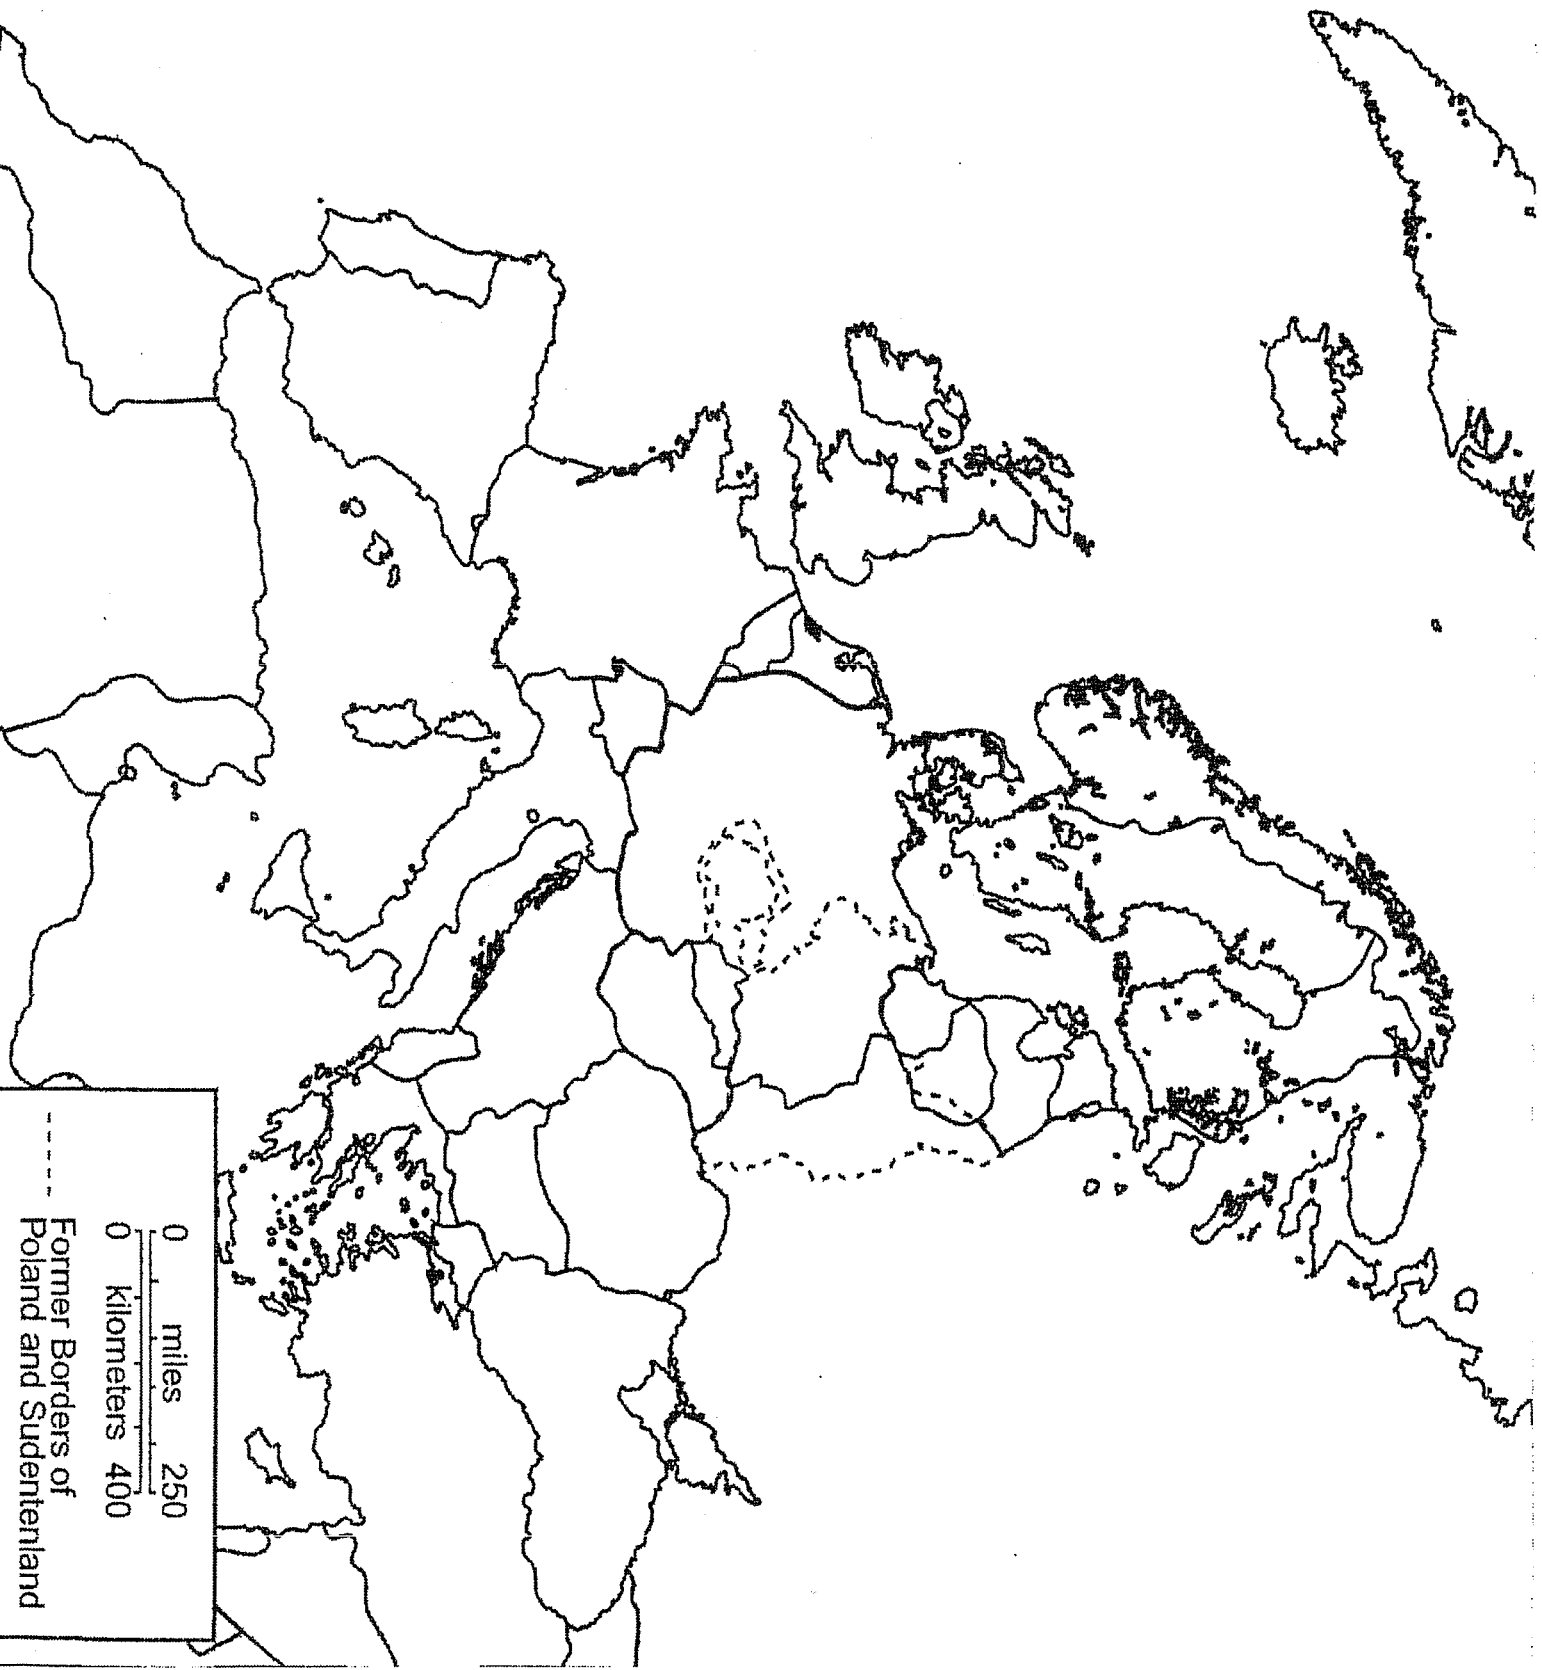 0 miles 250
0 kilometers 400
---- Former Borders of
Poland and Sudentenland